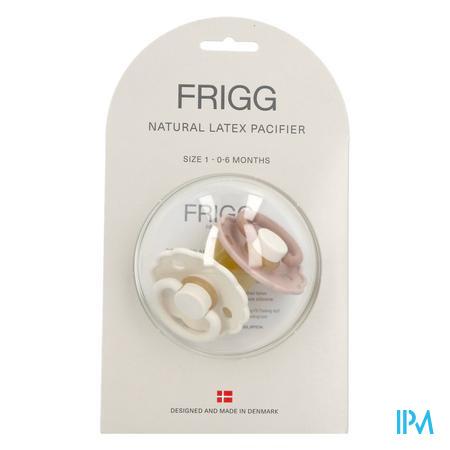 FRIGG
NATURAL LATEX PACIFIER
SIZE 1 - 0-6 MONTHS
FRIGG
DESIGNED AND MADE IN DENMARK
IPM